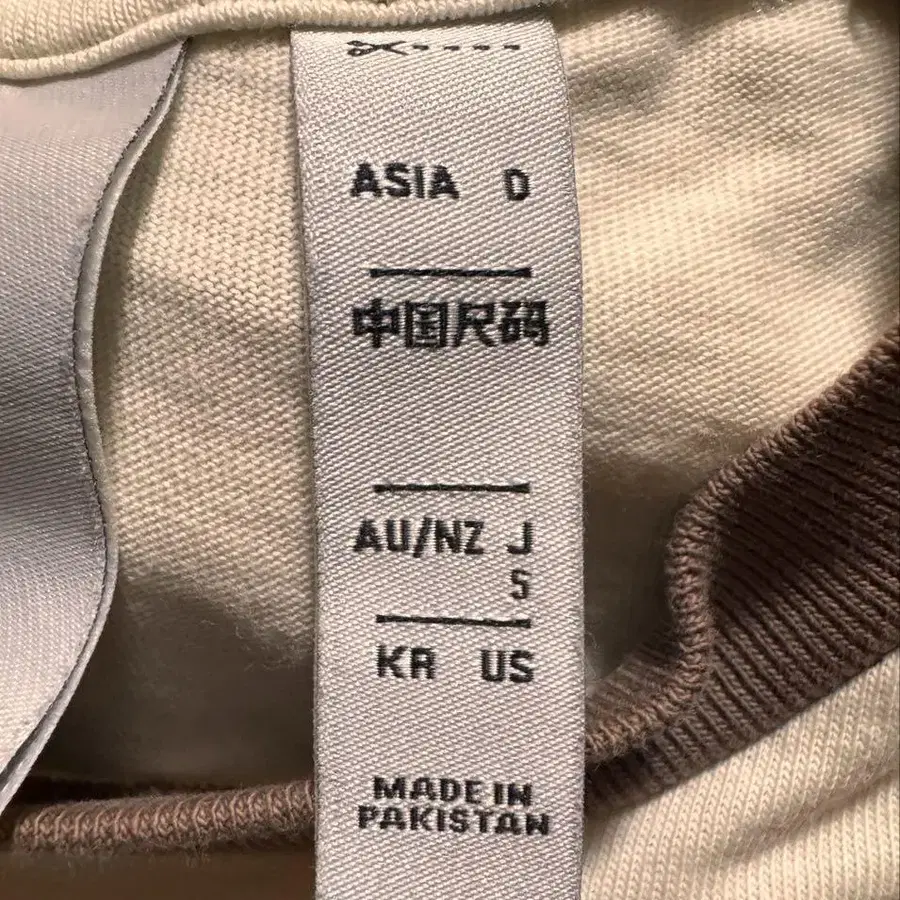 ASIA D
中国尺码
AU/NZ J
S
KR US
MADE IN
PAKISTAN